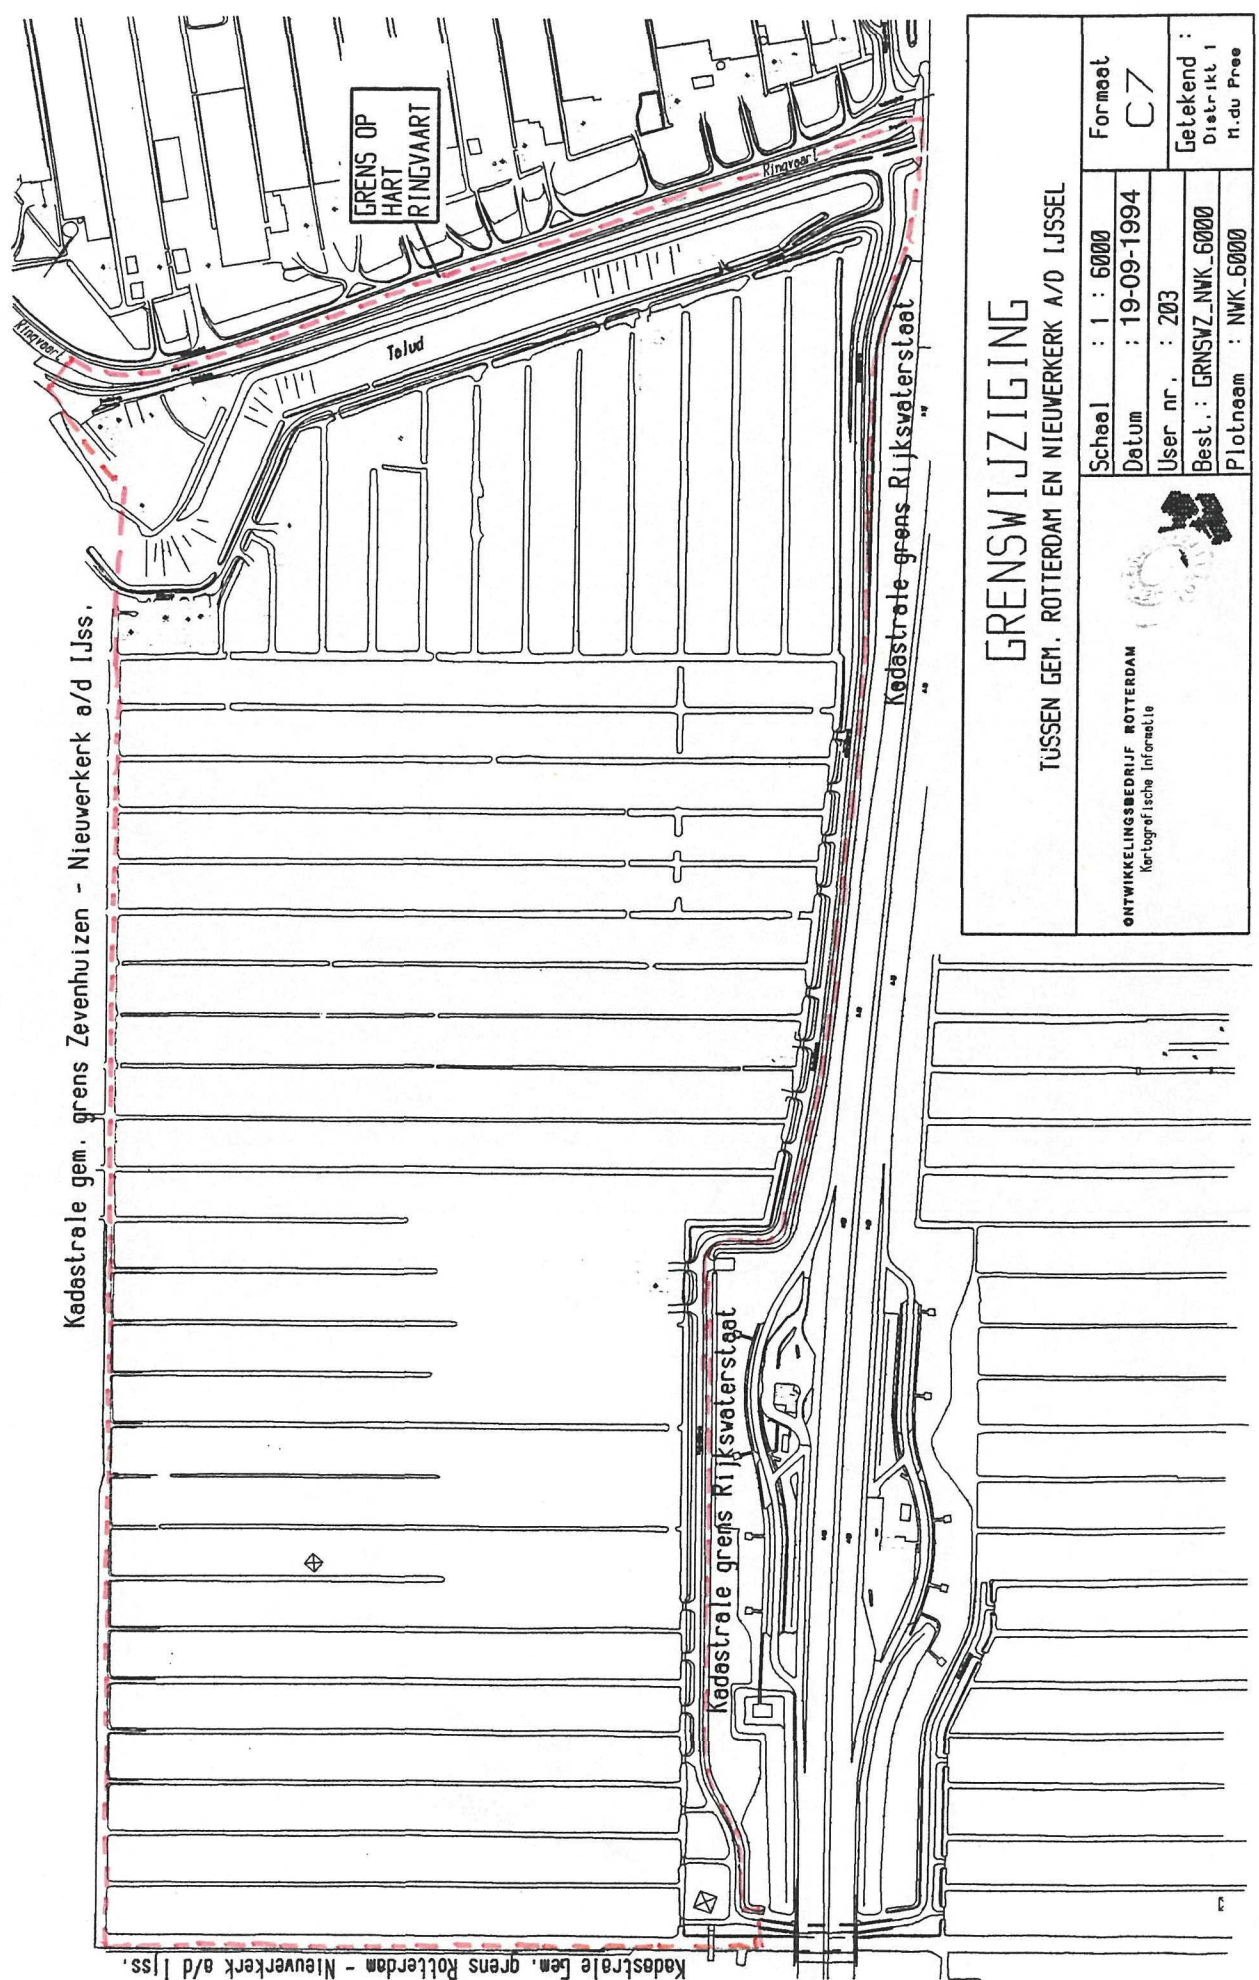 Kadastrale gem. grens Zevenhuizen - Nieuwerkerk a/d IJss.
Kadastrale Gem. grens Rotterdam - Nieuwerkerk a/d IJss.
Ringvaart
GRENS OP
HART
RINGVAART
Talud
Ringvaart
Kadastrale grens Rijkswaterstaat
Kadastrale grens Rijkswaterstaat
GRENSWIJZIGING
TUSSEN GEM. ROTTERDAM EN NIEUWERKERK A/D IJSSEL
ONTWIKKELINGSBEDRIJF ROTTERDAM
Kartografische Informatie
Schaal : 1 : 6000
Datum : 19-09-1994
User nr. : 203
Best.: GRNSWZ_NWK_6000
Plotnaam : NWK_6000
Formaat
C7
Getekend :
Distrikt 1
M.du Pree